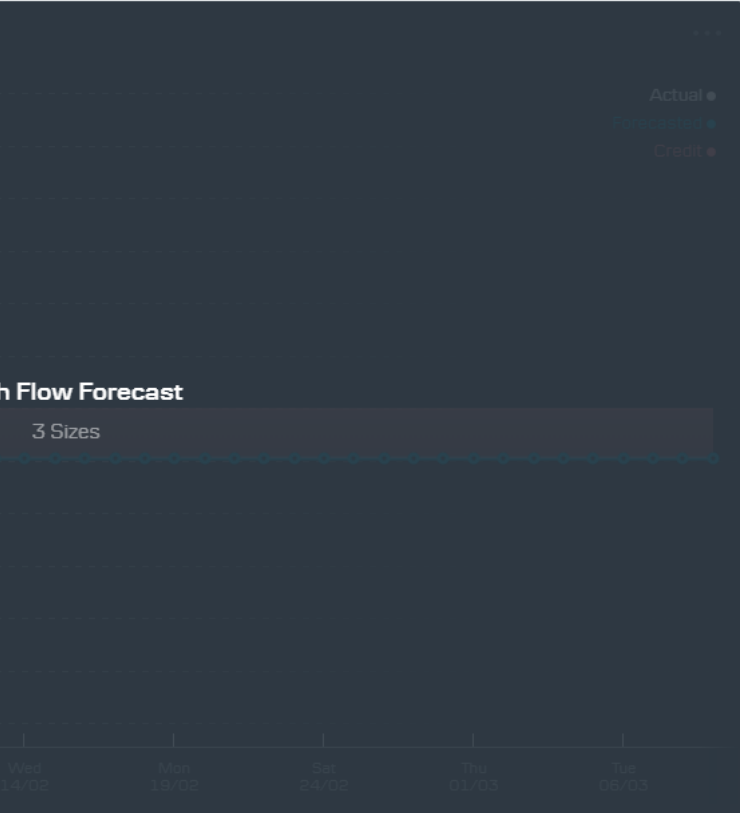 Actual
Forecasted
Credit
h Flow Forecast
3 Sizes
Wed Mon Sat Thu Tue
14/02 19/02 24/02 01/03 06/03